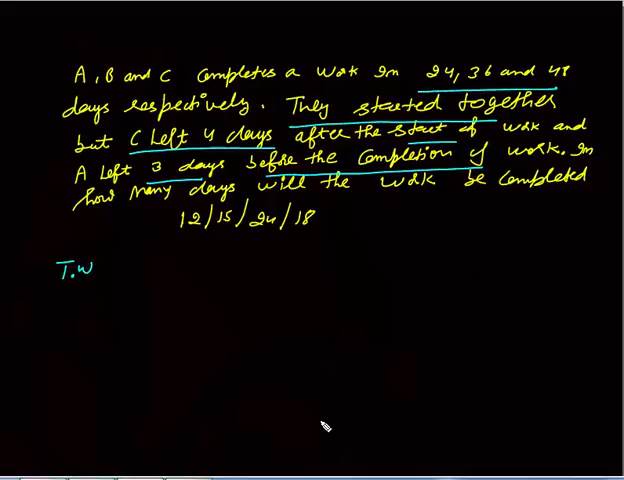 A, B and C completes a work in 24, 36 and 48
days respectively. They started together
but C left 4 days after the start of work and
A left 3 days before the completion of work. In
how many days will the work be completed
12/15/24/18
T.W